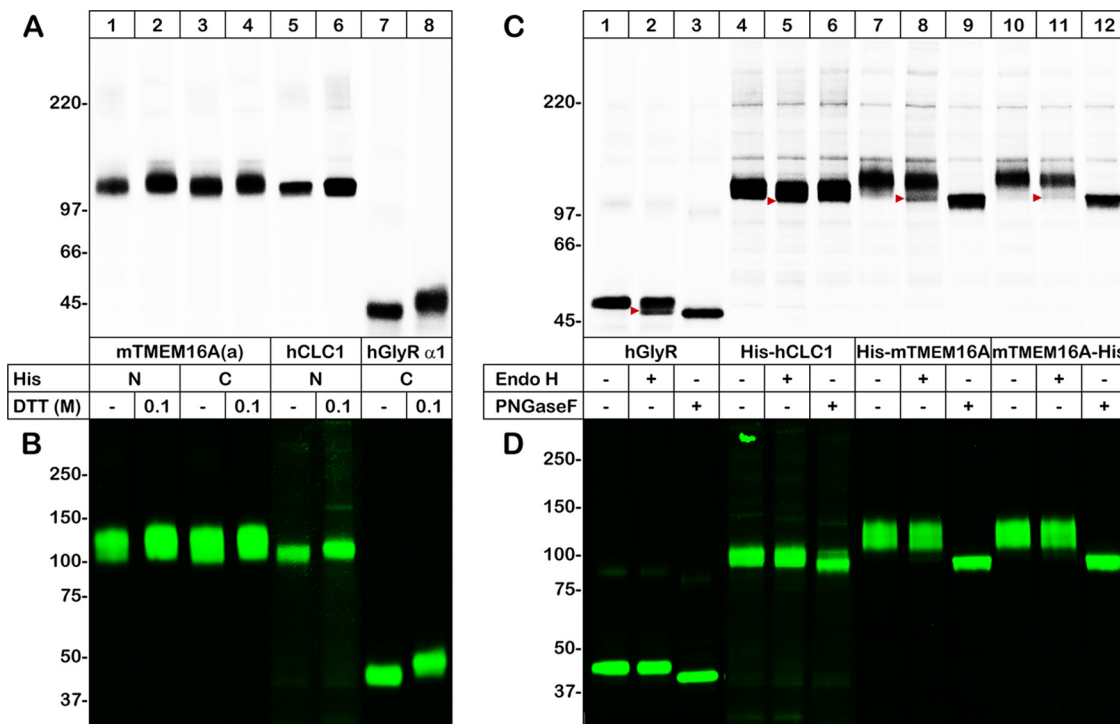 A 1 2 3 4 5 6 7 8
220-
97-
66-
45-
mTMEM16A(a) hCLC1 hGlyR α1
His N C N C
DTT (M) - 0.1 - 0.1 - 0.1 - 0.1
B
250-
150-
100-
75-
50-
37-
C 1 2 3 4 5 6 7 8 9 10 11 12
220-
97-
66-
45-
hGlyR His-hCLC1 His-mTMEM16A mTMEM16A-His
Endo H - + - + - + - +
PNGaseF - - + - - + - - + - - +
D
250-
150-
100-
75-
50-
37-